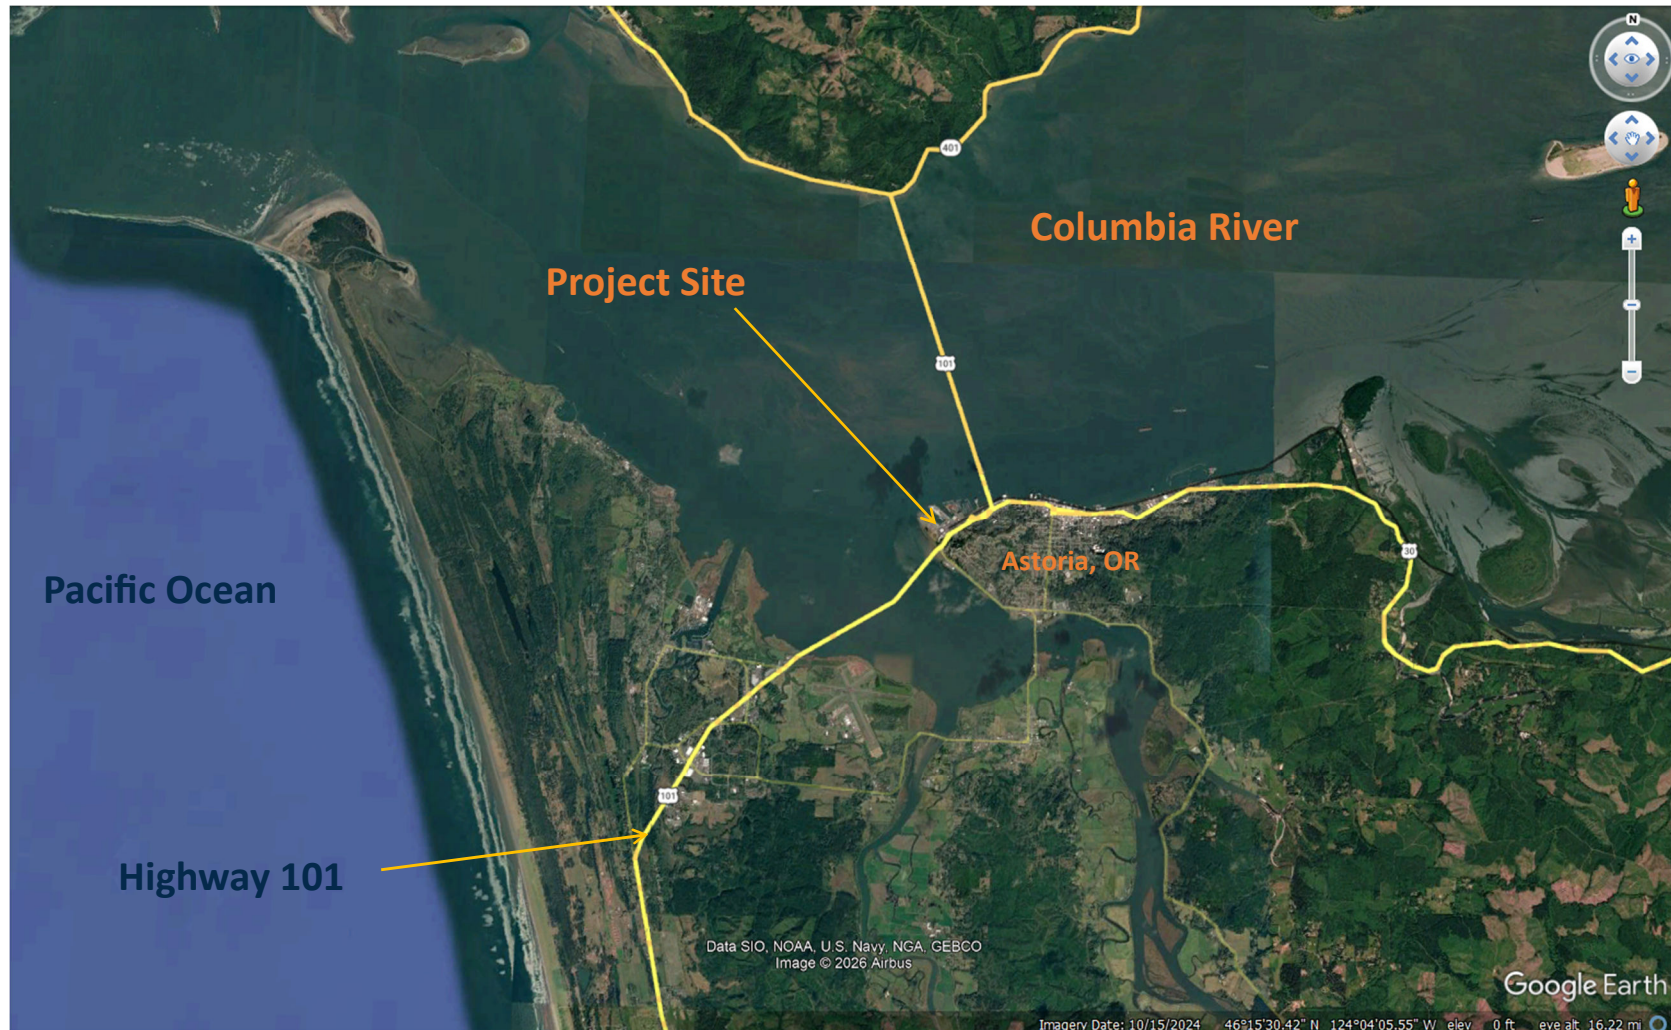 N
401
Columbia River
Project Site
101
30
Astoria, OR
Pacific Ocean
101
Highway 101
Data SIO, NOAA, U.S. Navy, NGA, GEBCO
Image © 2026 Airbus
Google Earth
Imagery Date: 10/15/2024 46°15'30.42" N 124°04'05.55" W elev 0 ft eye alt 16.22 mi